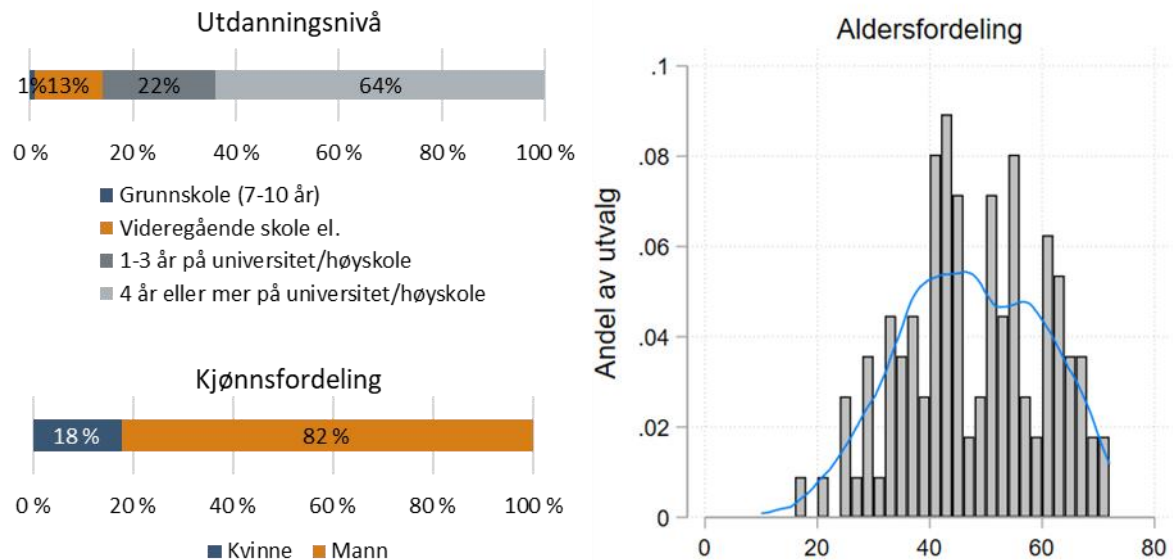 Utdanningsnivå
1% 13% 22% 64%
0 % 20 % 40 % 60 % 80 % 100 %
Grunnskole (7-10 år)
Videregående skole el.
1-3 år på universitet/høyskole
4 år eller mer på universitet/høyskole
Kjønnsfordeling
18 % 82 %
0 % 20 % 40 % 60 % 80 % 100 %
Kvinne Mann
Aldersfordeling
Andel av utvalg
.1
.08
.06
.04
.02
0
0 20 40 60 80